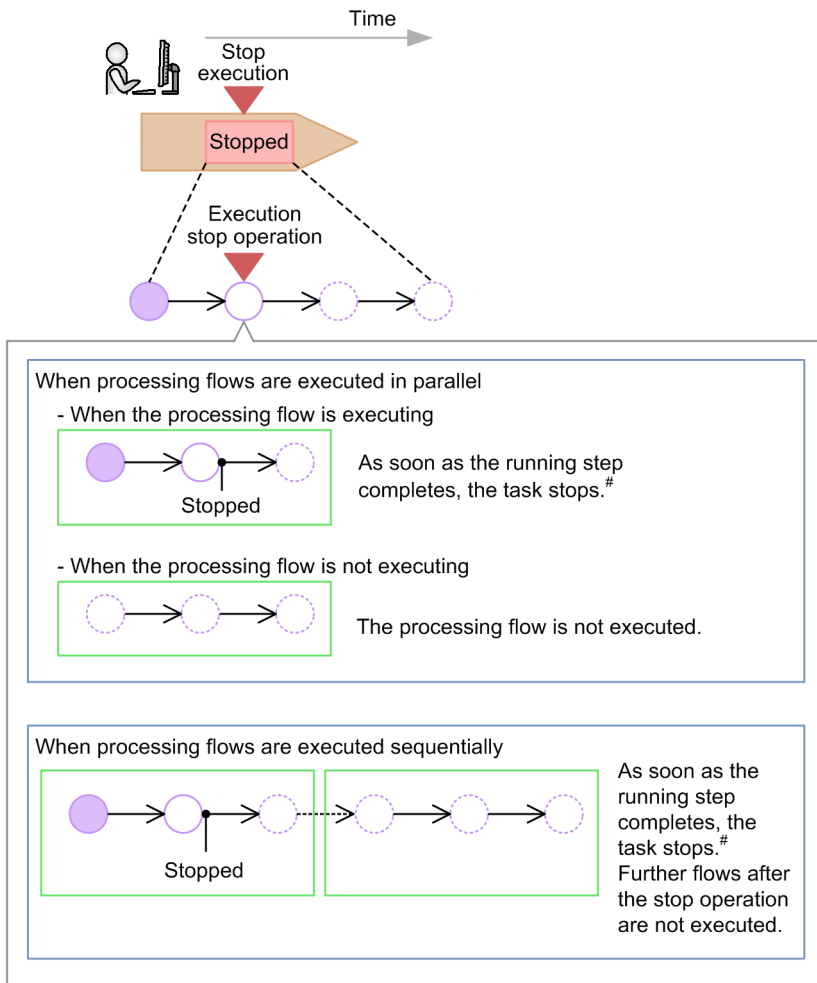 Time
Stop
execution
Stopped
Execution
stop operation
When processing flows are executed in parallel
- When the processing flow is executing
As soon as the running step
completes, the task stops.#
Stopped
- When the processing flow is not executing
The processing flow is not executed.
When processing flows are executed sequentially
As soon as the
running step
completes, the
task stops.#
Further flows after
the stop operation
are not executed.
Stopped